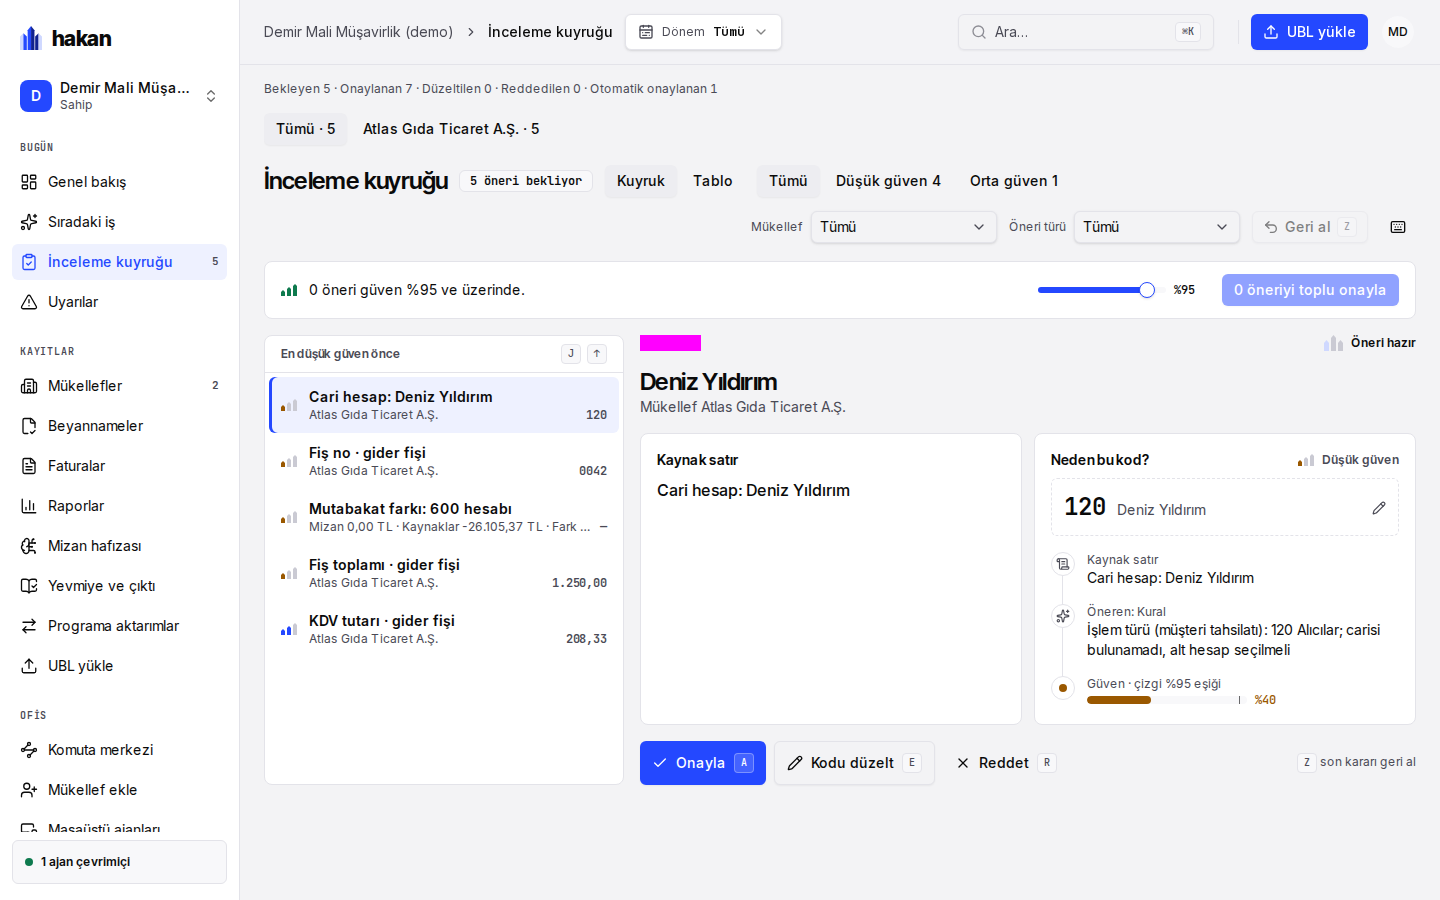 hakan
Demir Mali Müşa...
Sahip
BUGÜN
Genel bakış
Sıradaki iş
İnceleme kuyruğu 5
Uyarılar
KAYITLAR
Mükellefler 2
Beyannameler
Faturalar
Raporlar
Mizan hafızası
Yevmiye ve çıktı
Programa aktarımlar
UBL yükle
OFİS
Komuta merkezi
Mükellef ekle
Masaüstü ajanları
1 ajan çevrimiçi
Demir Mali Müşavirlik (demo) > İnceleme kuyruğu Dönem Tümü
Ara... ⌘K UBL yükle MD
Bekleyen 5 · Onaylanan 7 · Düzeltilen 0 · Reddedilen 0 · Otomatik onaylanan 1
Tümü · 5 Atlas Gıda Ticaret A.Ş. · 5
İnceleme kuyruğu 5 öneri bekliyor Kuyruk Tablo Tümü Düşük güven 4 Orta güven 1
Mükellef Tümü Öneri türü Tümü Geri al Z
0 öneri güven %95 ve üzerinde. %95 0 öneriyi toplu onayla
En düşük güven önce J ↑
Cari hesap: Deniz Yıldırım
Atlas Gıda Ticaret A.Ş. 120
Fiş no · gider fişi
Atlas Gıda Ticaret A.Ş. 0042
Mutabakat farkı: 600 hesabı
Mizan 0,00 TL · Kaynaklar -26.105,37 TL · Fark ... —
Fiş toplamı · gider fişi
Atlas Gıda Ticaret A.Ş. 1.250,00
KDV tutarı · gider fişi
Atlas Gıda Ticaret A.Ş. 208,33
Öneri hazır
Deniz Yıldırım
Mükellef Atlas Gıda Ticaret A.Ş.
Kaynak satır
Cari hesap: Deniz Yıldırım
Neden bu kod? Düşük güven
120 Deniz Yıldırım
Kaynak satır
Cari hesap: Deniz Yıldırım
Öneren: Kural
İşlem türü (müşteri tahsilatı): 120 Alıcılar; carisi
bulunamadı, alt hesap seçilmeli
Güven · çizgi %95 eşiği
%40
Onayla A Kodu düzelt E Reddet R Z son kararı geri al